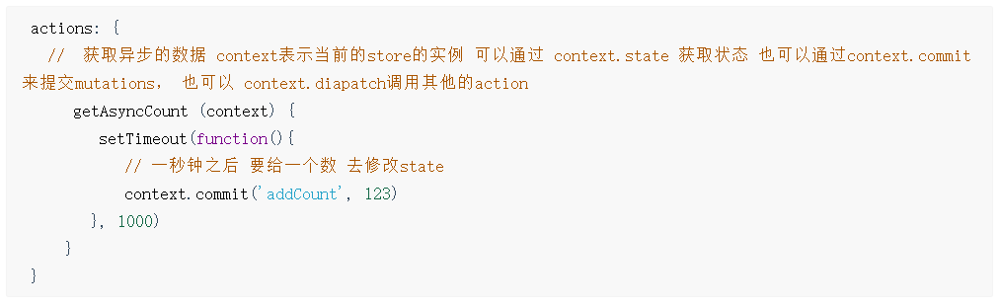 actions: {
//  获取异步的数据 context表示当前的store的实例 可以通过 context.state 获取状态 也可以通过context.commit
来提交mutations， 也可以 context.diapatch调用其他的action
getAsyncCount (context) {
setTimeout(function(){
// 一秒钟之后 要给一个数 去修改state
context.commit('addCount', 123)
}, 1000)
}
}